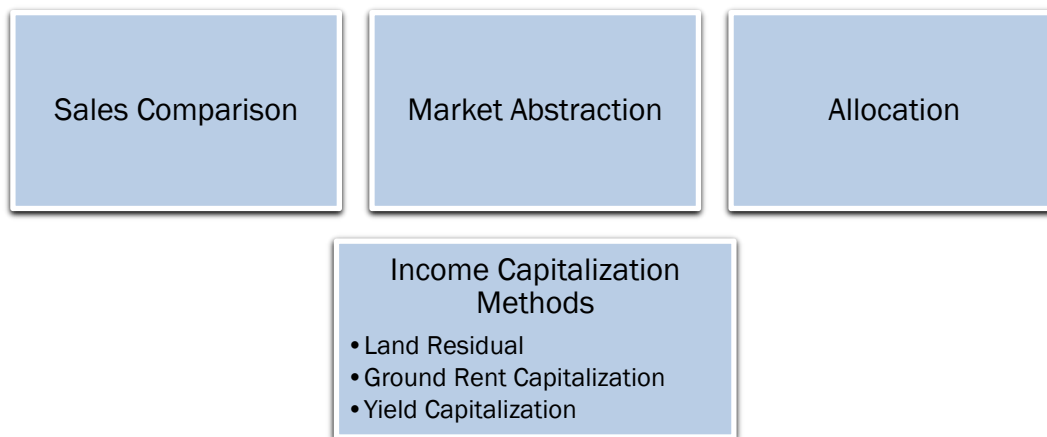 Sales Comparison
Market Abstraction
Allocation
Income Capitalization
Methods
• Land Residual
• Ground Rent Capitalization
• Yield Capitalization